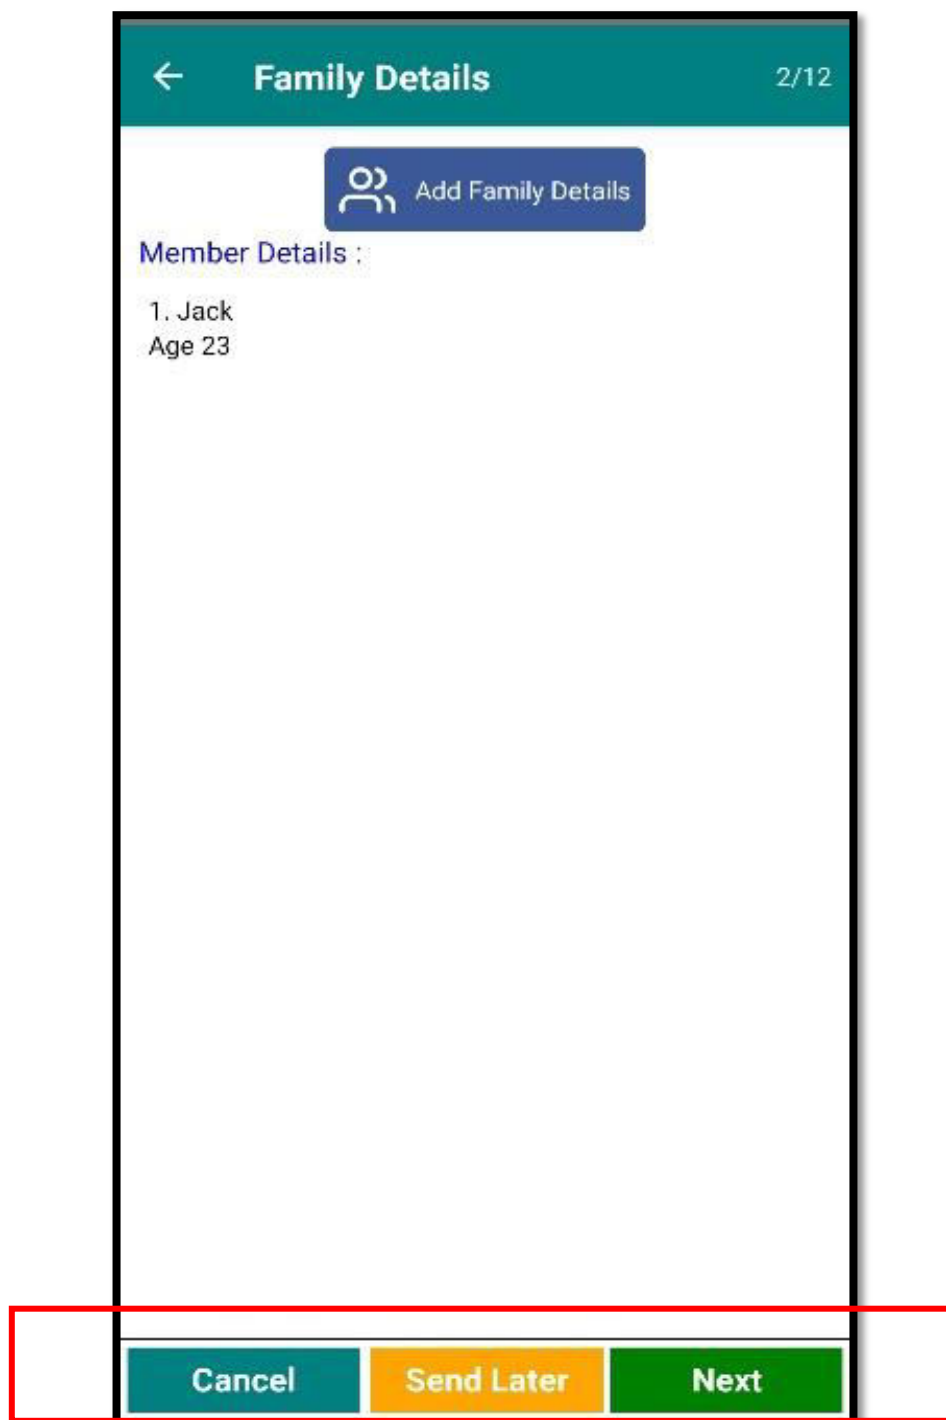 ← Family Details 2/12
Add Family Details
Member Details :
1. Jack
Age 23
Cancel Send Later Next